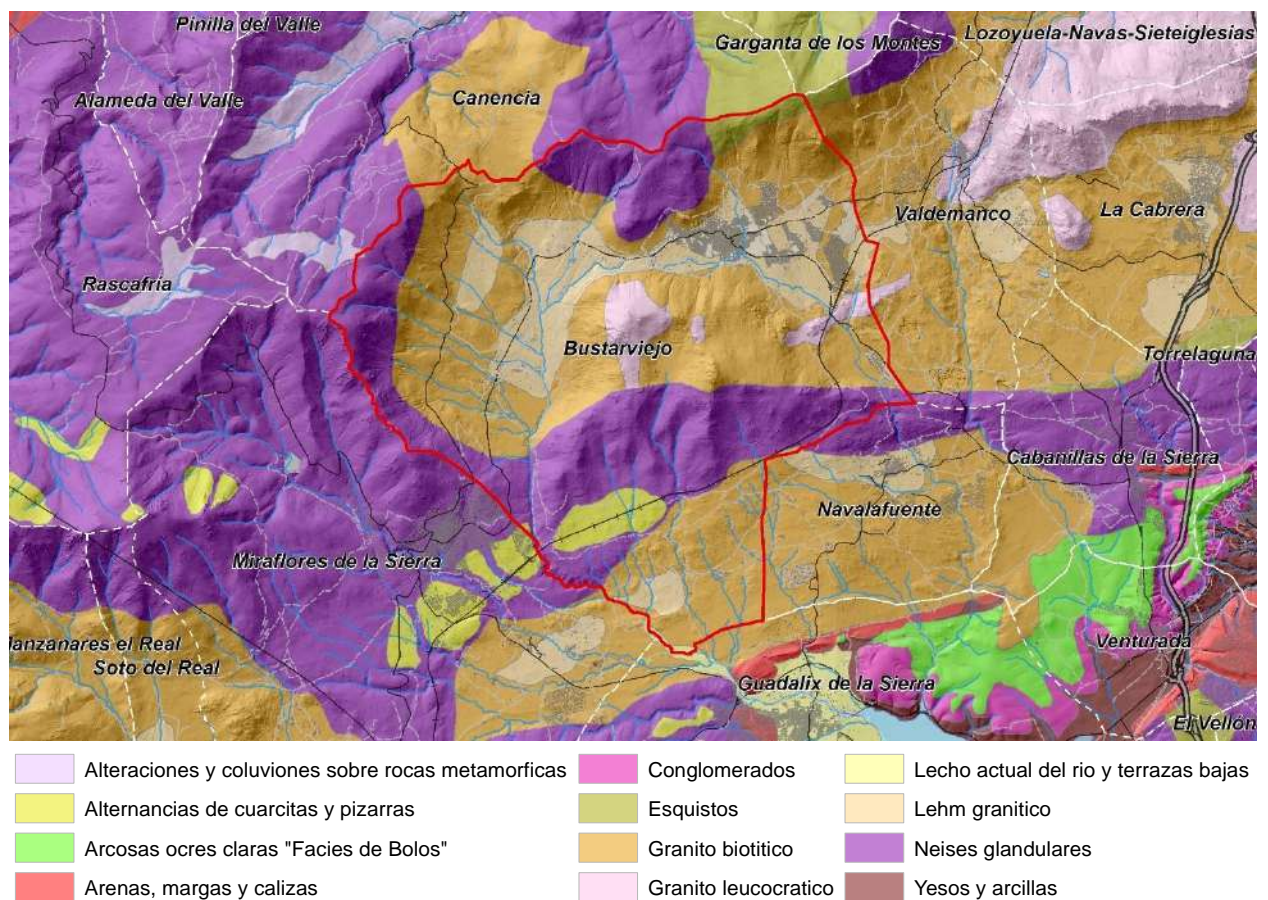 Pinilla del Valle
Lozoyuela-Navas-Sieteiglesias
Garganta de los Montes
Canencia
Alameda del Valle
Valdemanco
La Cabrera
Rascafria
Bustarviejo
Torrelaguna
Cabanillas de la Sierra
Navalafuente
Miraflores de la Sierra
Manzanares el Real
Soto del Real
Venturada
Guadalix de la Sierra
El Vellón
Alteraciones y coluviones sobre rocas metamorficas
Alternancias de cuarcitas y pizarras
Arcosas ocres claras "Facies de Bolos"
Arenas, margas y calizas
Conglomerados
Esquistos
Granito biotitico
Granito leucocratico
Lecho actual del rio y terrazas bajas
Lehm granitico
Neises glandulares
Yesos y arcillas